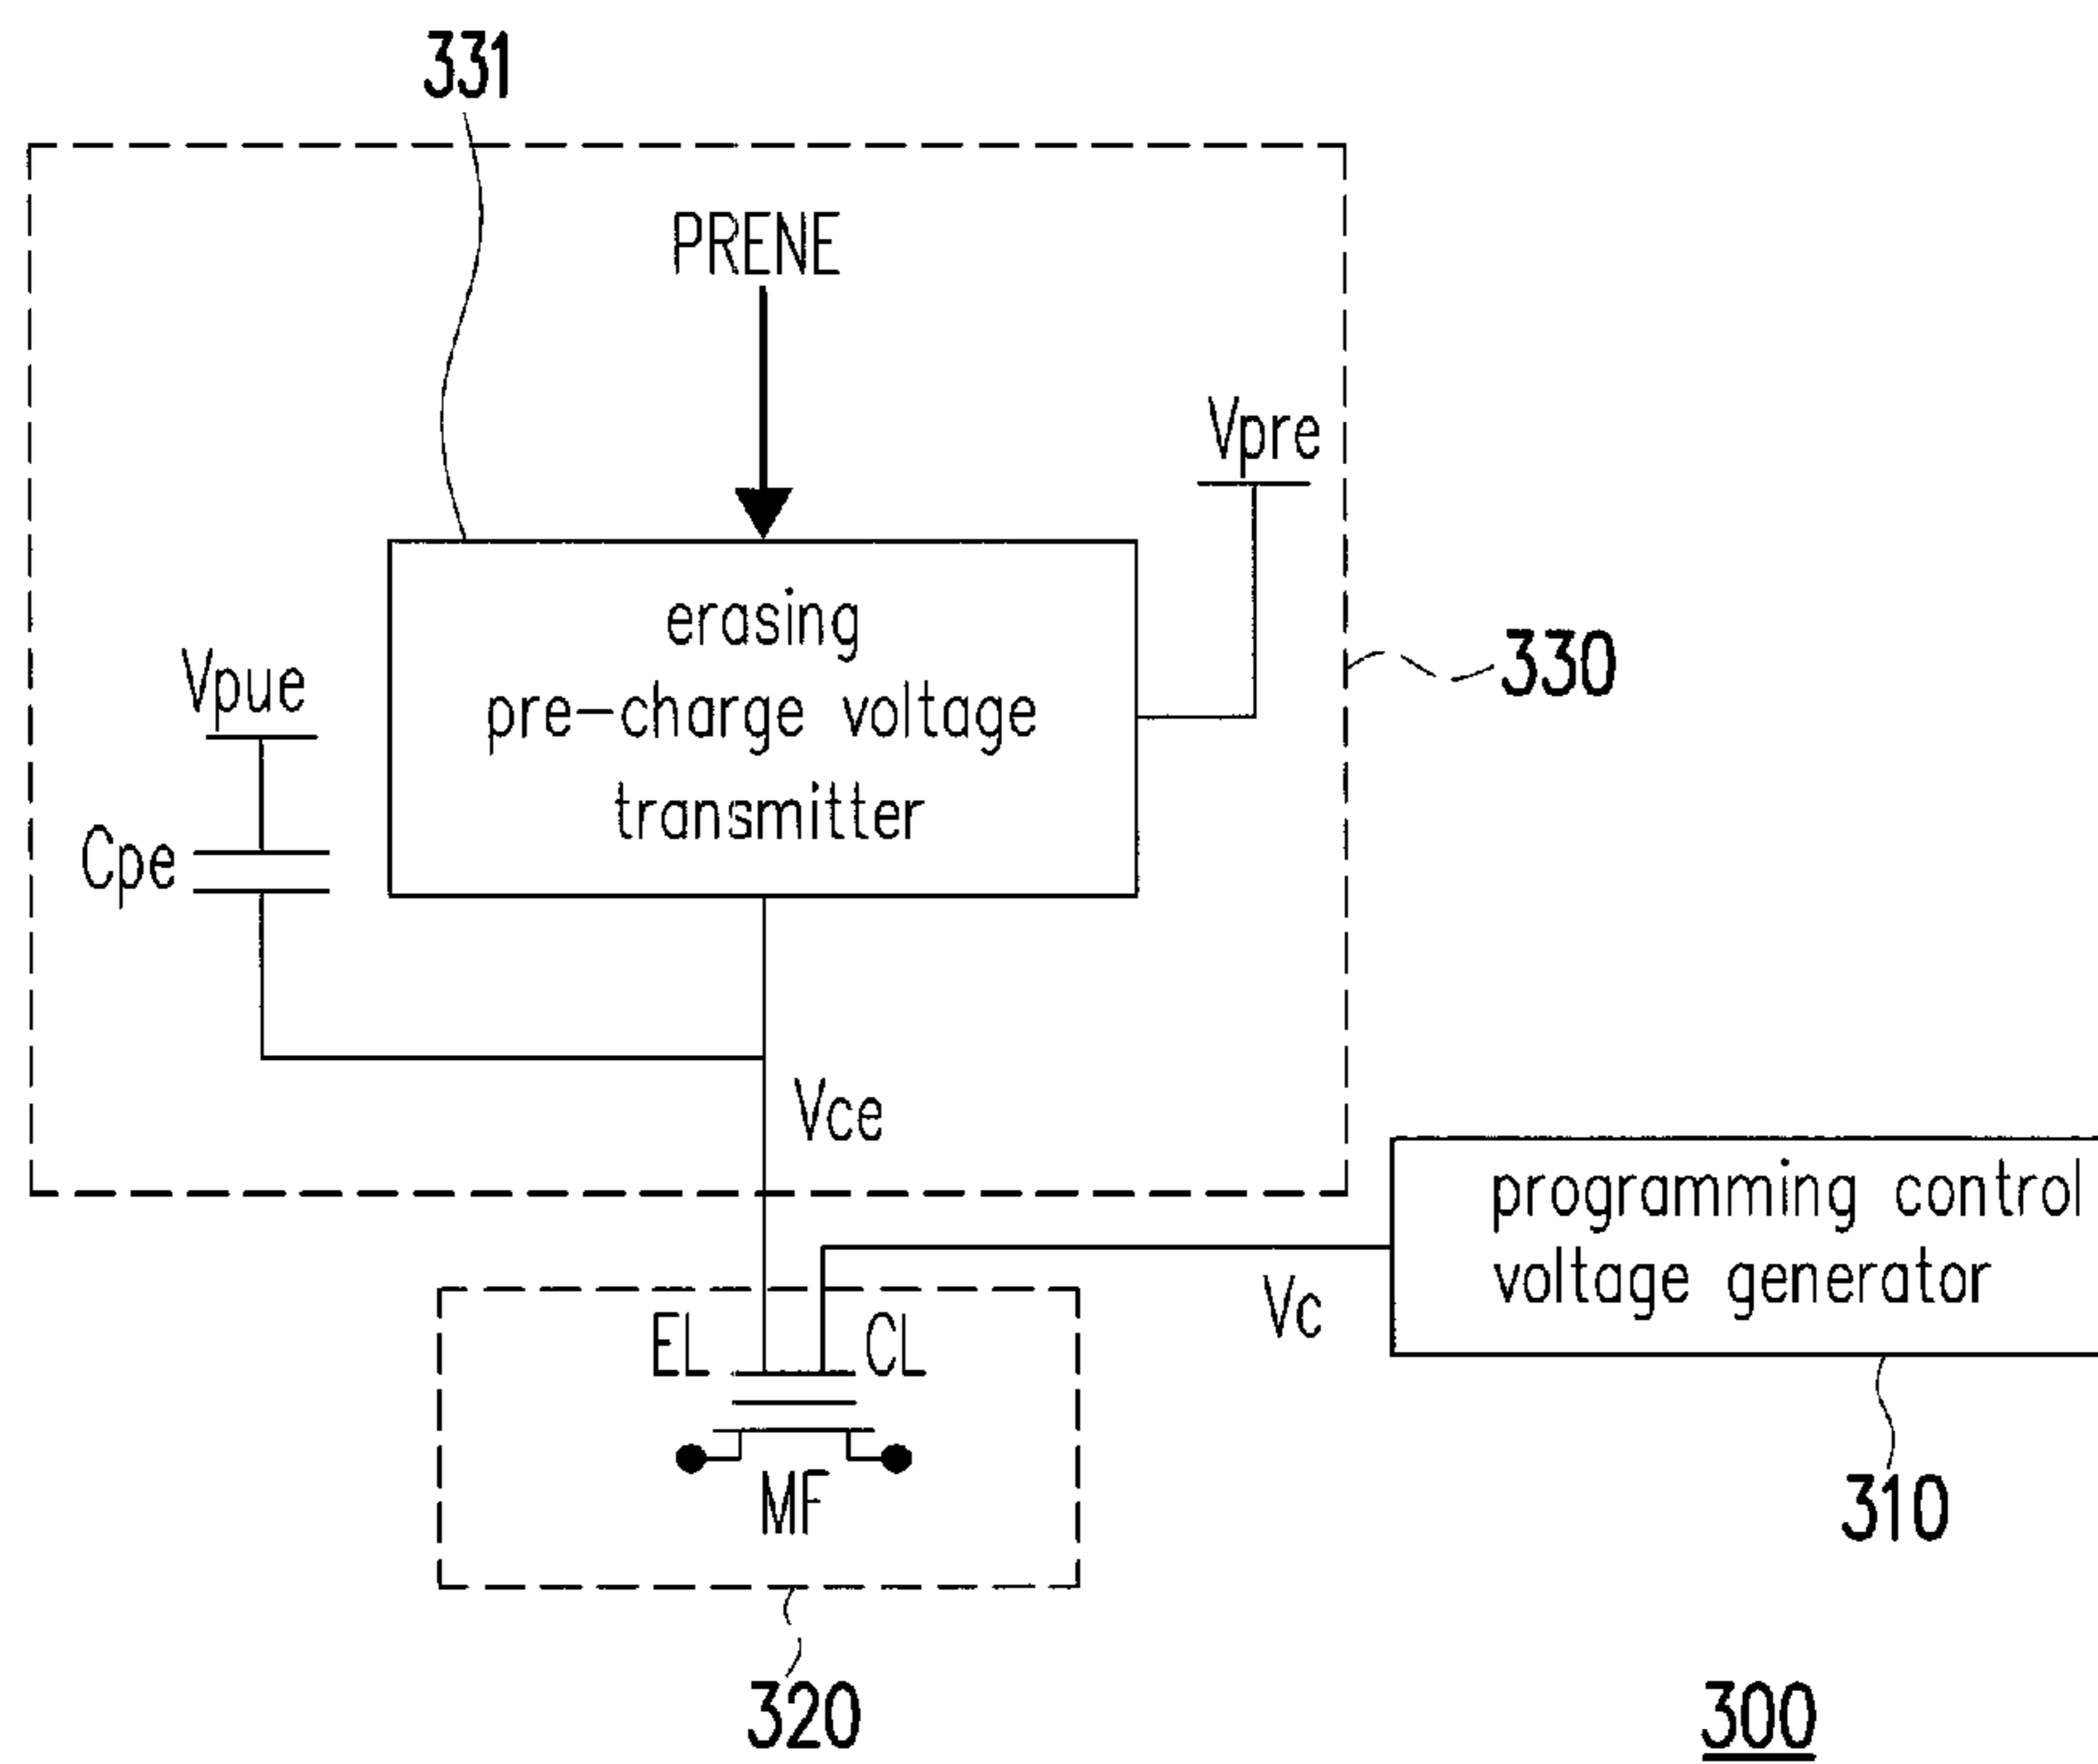 331
PRENE
Vpre
erasing
pre-charge voltage
transmitter
330
Vpue
Cpe
Vce
programming control
voltage generator
Vc
EL
CL
MF
310
320
300